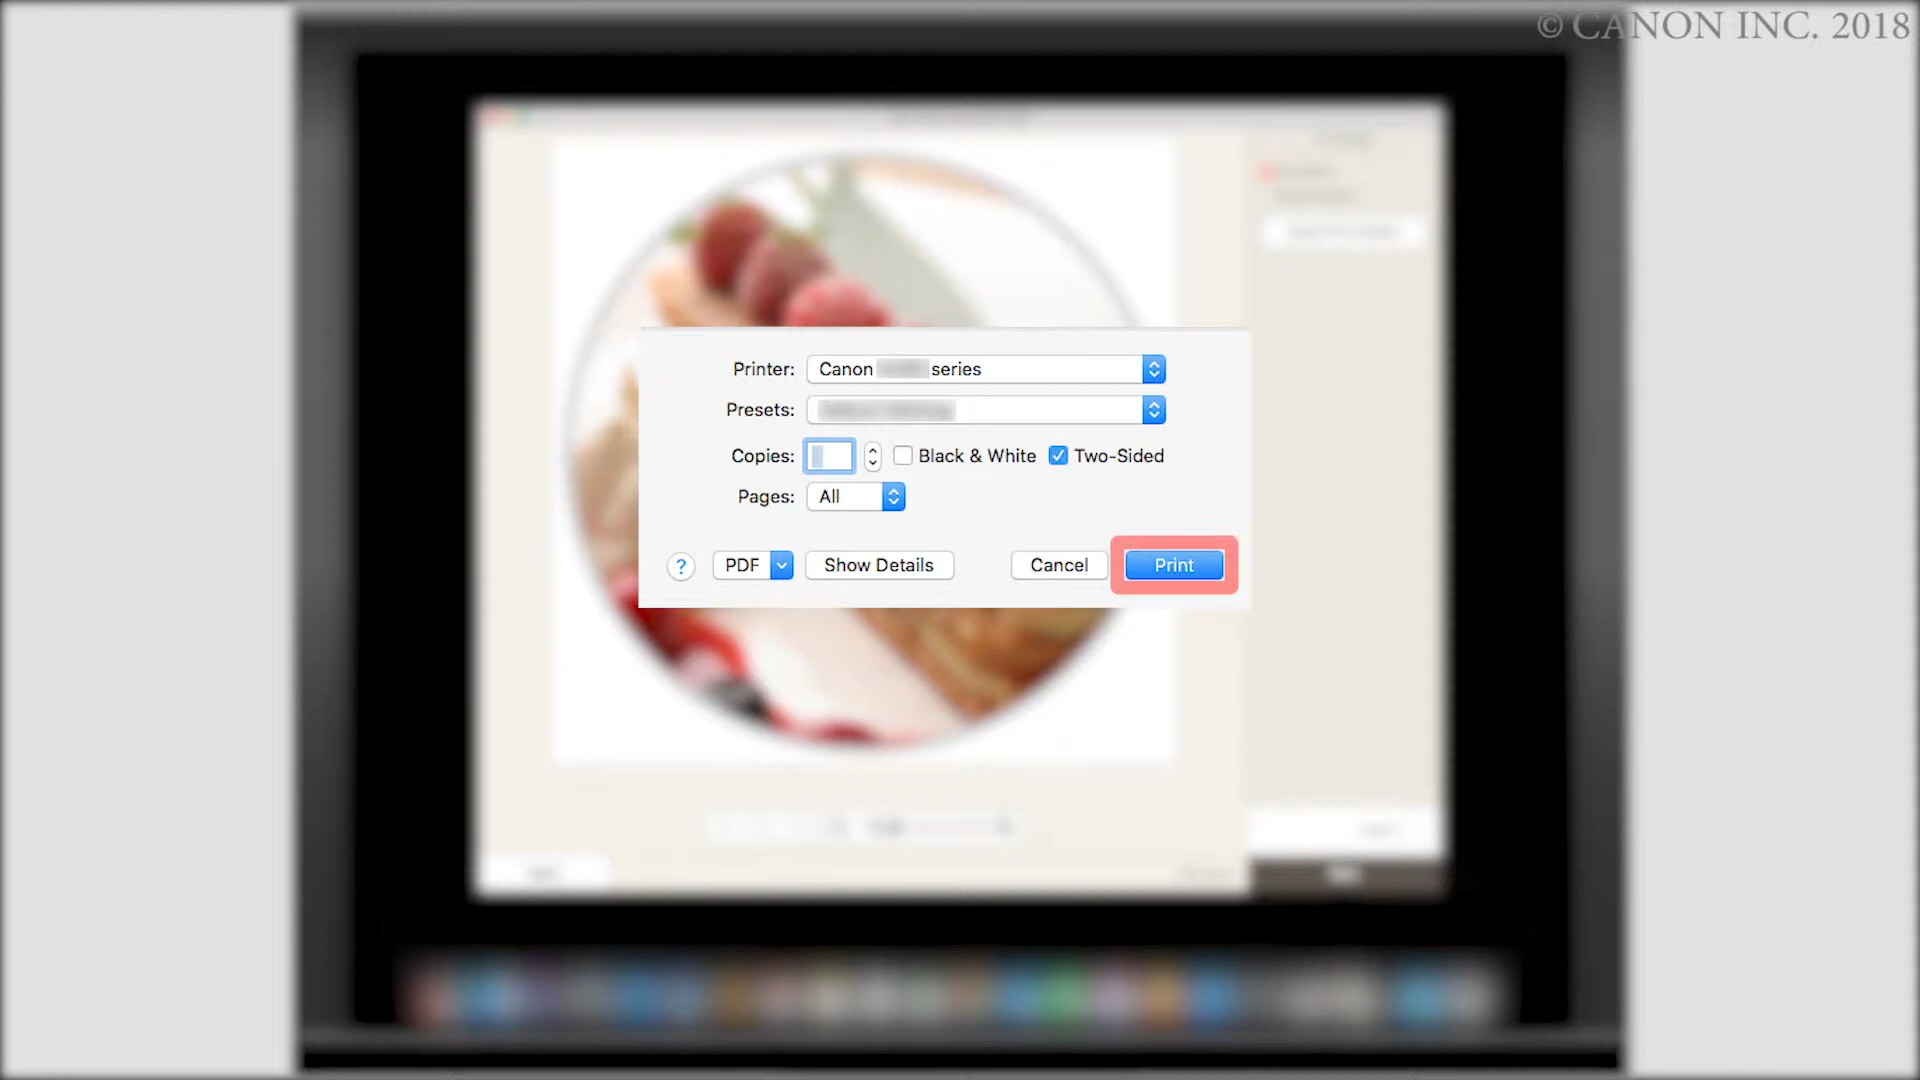 © CANON INC. 2018
Printer: Canon series
Presets:
Copies: Black & White Two-Sided
Pages: All
? PDF Show Details Cancel Print